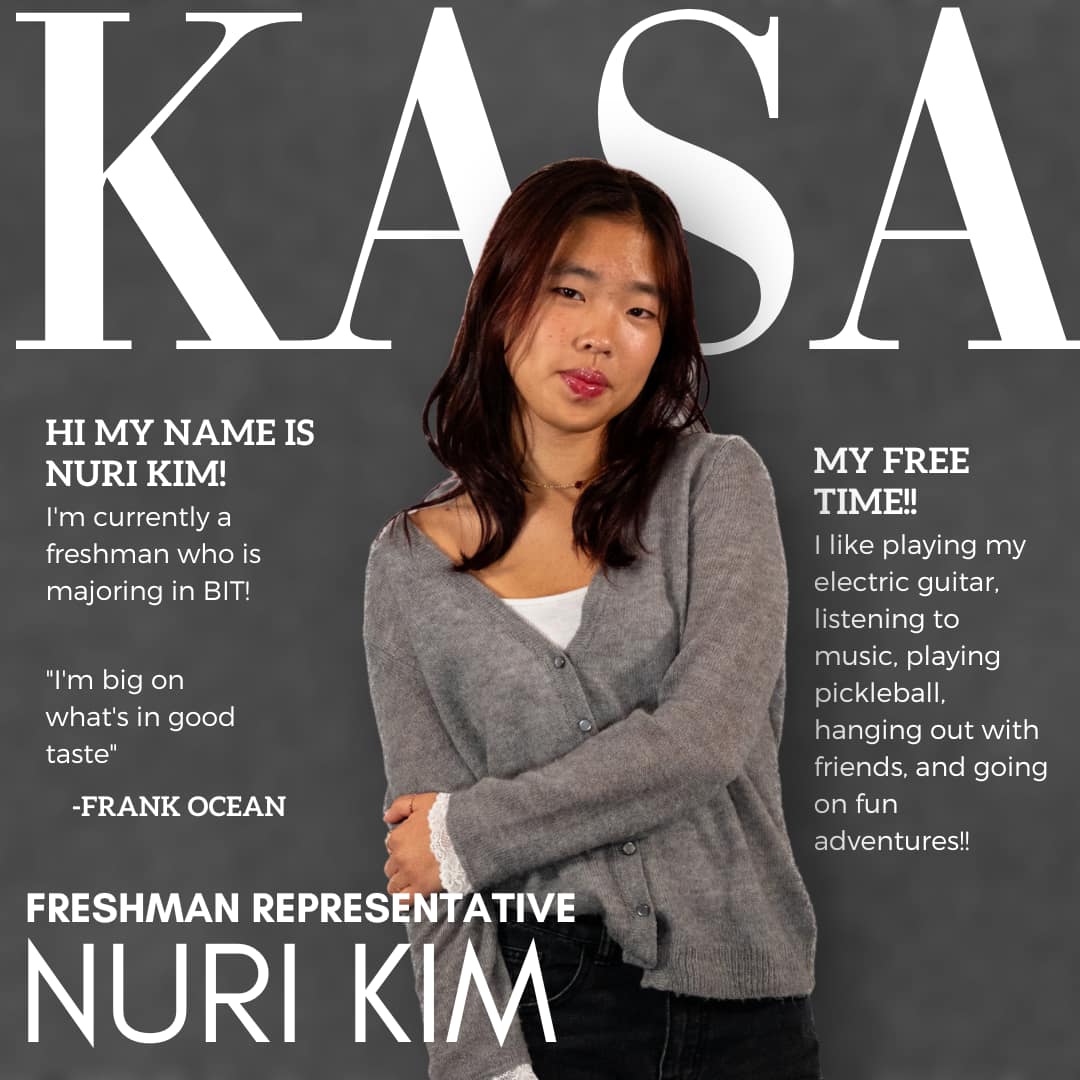 KASA
HI MY NAME IS
NURI KIM!
I'm currently a
freshman who is
majoring in BIT!
"I'm big on
what's in good
taste"
-FRANK OCEAN
MY FREE
TIME!!
I like playing my
electric guitar,
listening to
music, playing
pickleball,
hanging out with
friends, and going
on fun
adventures!!
FRESHMAN REPRESENTATIVE
NURI KIM